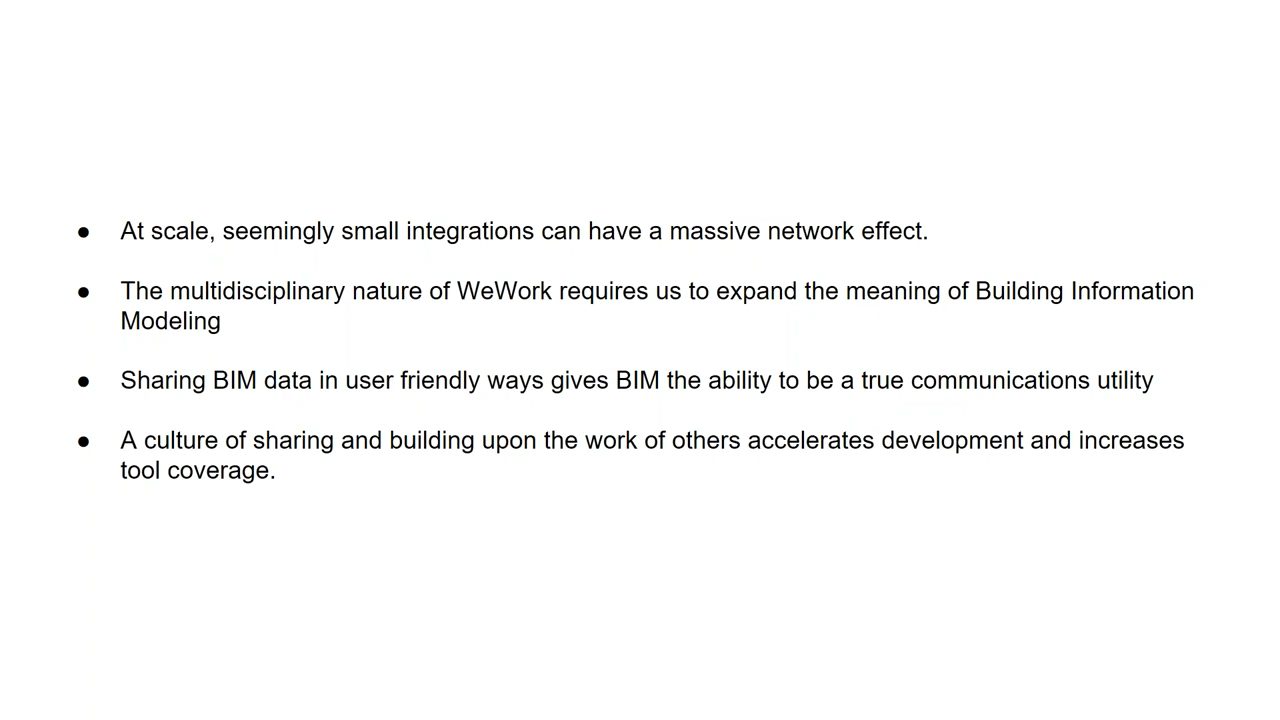 ● At scale, seemingly small integrations can have a massive network effect.
● The multidisciplinary nature of WeWork requires us to expand the meaning of Building Information
Modeling
● Sharing BIM data in user friendly ways gives BIM the ability to be a true communications utility
● A culture of sharing and building upon the work of others accelerates development and increases
tool coverage.